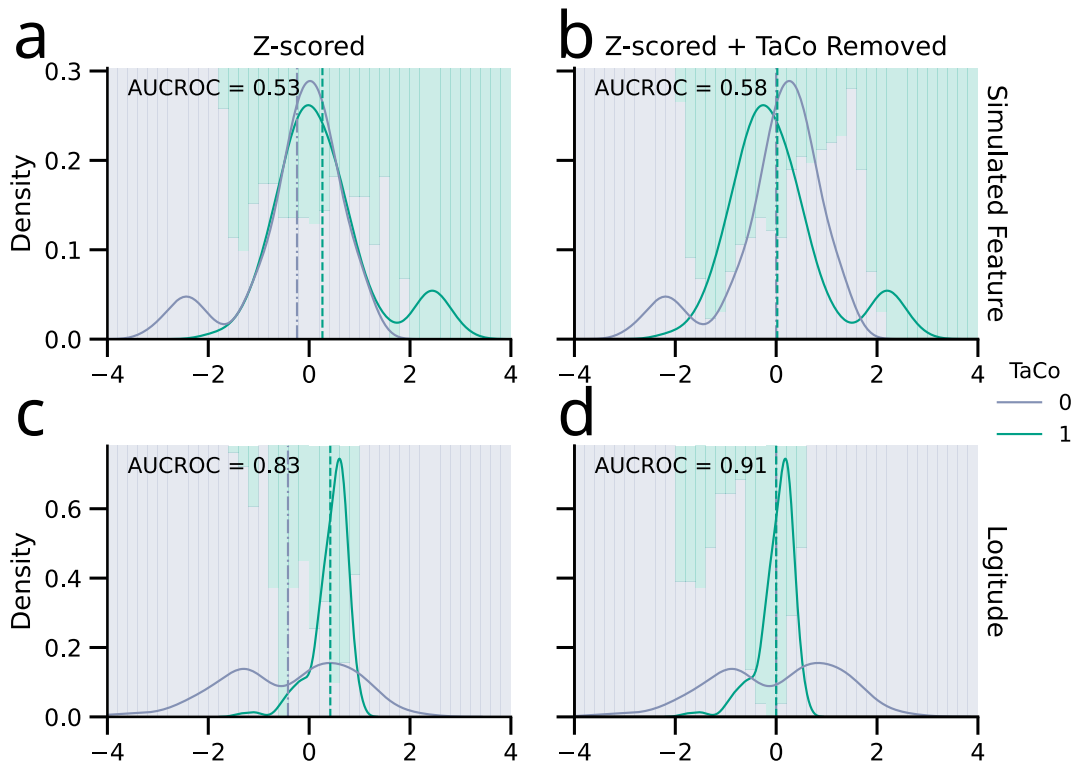 a
Z-scored
b
Z-scored + TaCo Removed
AUCROC = 0.53
AUCROC = 0.58
0.3
0.2
0.1
0.0
Density
Simulated Feature
−4 −2 0 2 4
−4 −2 0 2 4
TaCo
0
1
c
d
AUCROC = 0.83
AUCROC = 0.91
0.6
0.4
0.2
0.0
Density
Logitude
−4 −2 0 2 4
−4 −2 0 2 4